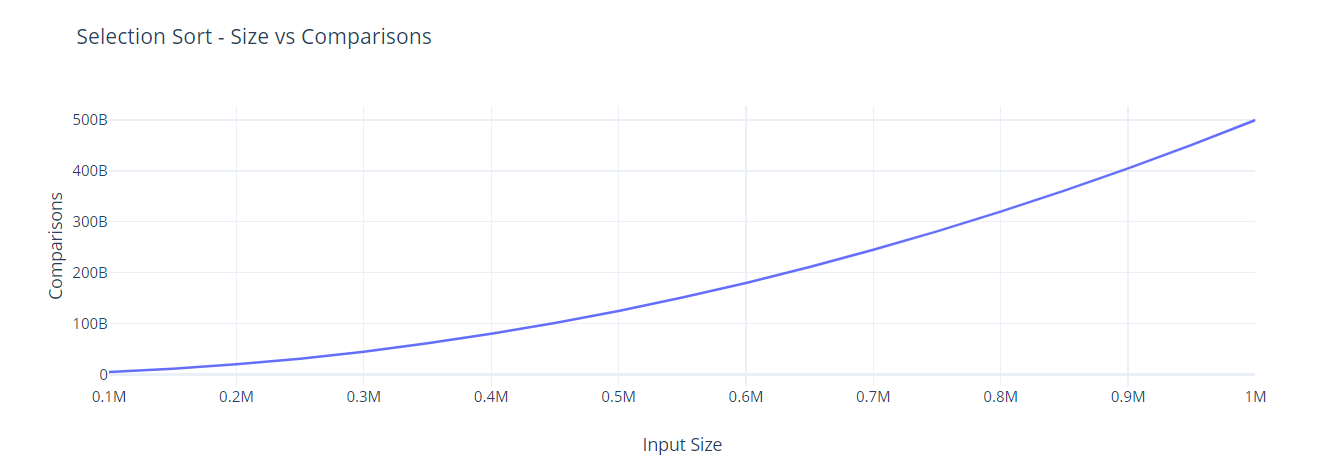 Selection Sort - Size vs Comparisons
500B
400B
300B
200B
100B
0
Comparisons
0.1M 0.2M 0.3M 0.4M 0.5M 0.6M 0.7M 0.8M 0.9M 1M
Input Size